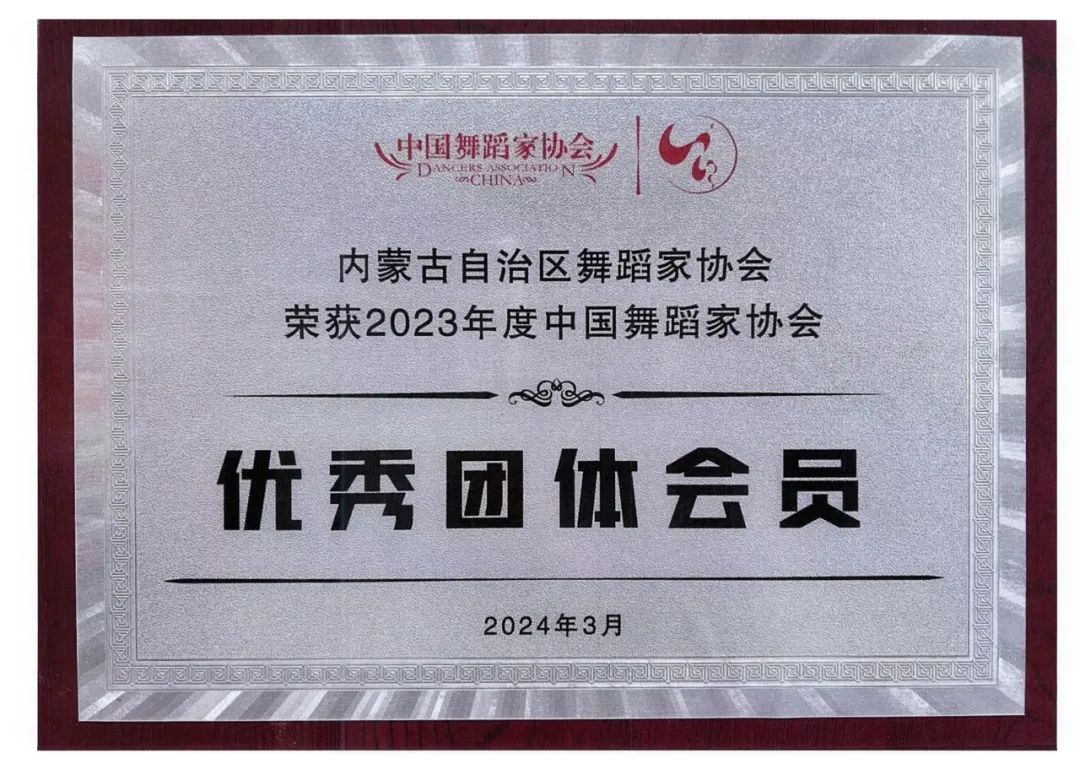 中国舞蹈家协会
DANCERS ASSOCIATION
CHINA
内蒙古自治区舞蹈家协会
荣获2023年度中国舞蹈家协会
优秀团体会员
2024年3月